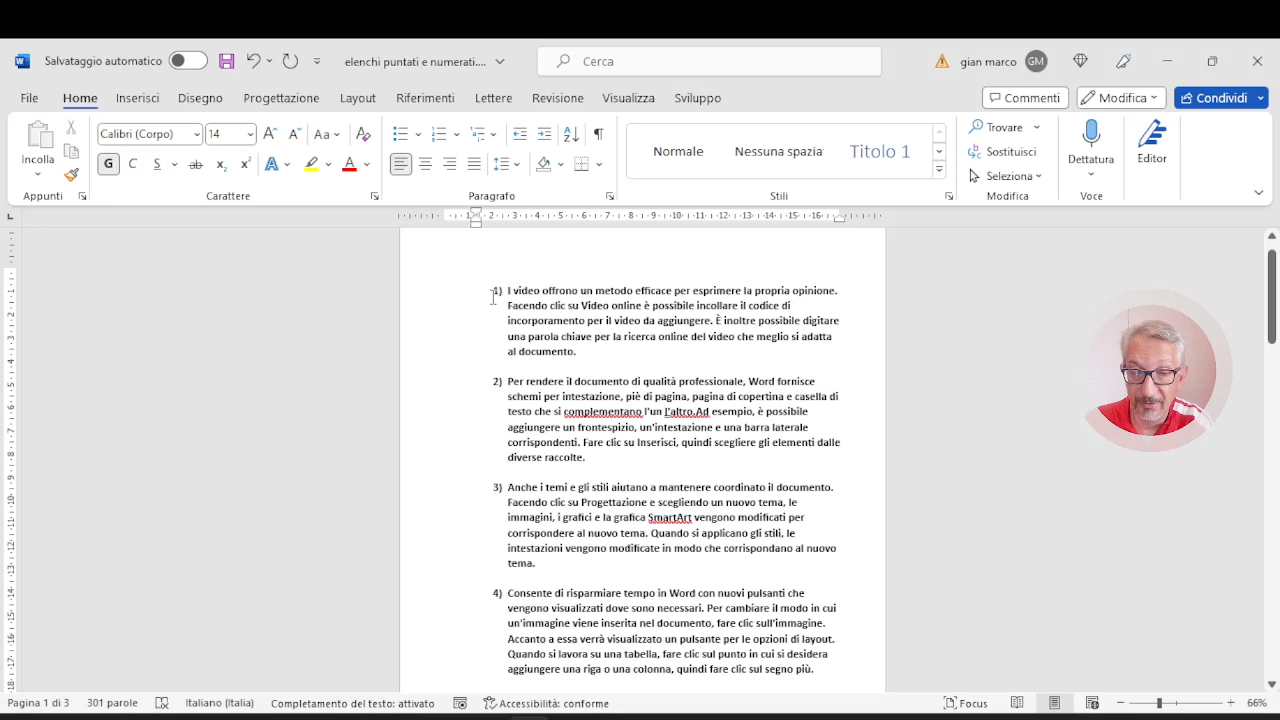 Salvataggio automatico elenchi puntati e numerati.... Cerca gian marco GM
File Home Inserisci Disegno Progettazione Layout Riferimenti Lettere Revisione Visualizza Sviluppo Commenti Modifica Condividi
Incolla
Calibri (Corpo) 14 Aa
G C S ab x₂ x² A A
Normale Nessuna spazia Titolo 1
Trovare
Sostituisci
Seleziona
Dettatura
Editor
Appunti Carattere Paragrafo Stili Modifica Voce
1) I video offrono un metodo efficace per esprimere la propria opinione.
Facendo clic su Video online è possibile incollare il codice di
incorporamento per il video da aggiungere. È inoltre possibile digitare
una parola chiave per la ricerca online del video che meglio si adatta
al documento.
2) Per rendere il documento di qualità professionale, Word fornisce
schemi per intestazione, piè di pagina, pagina di copertina e casella di
testo che si complementano l'un l'altro.Ad esempio, è possibile
aggiungere un frontespizio, un'intestazione e una barra laterale
corrispondenti. Fare clic su Inserisci, quindi scegliere gli elementi dalle
diverse raccolte.
3) Anche i temi e gli stili aiutano a mantenere coordinato il documento.
Facendo clic su Progettazione e scegliendo un nuovo tema, le
immagini, i grafici e la grafica SmartArt vengono modificati per
corrispondere al nuovo tema. Quando si applicano gli stili, le
intestazioni vengono modificate in modo che corrispondano al nuovo
tema.
4) Consente di risparmiare tempo in Word con nuovi pulsanti che
vengono visualizzati dove sono necessari. Per cambiare il modo in cui
un'immagine viene inserita nel documento, fare clic sull'immagine.
Accanto a essa verrà visualizzato un pulsante per le opzioni di layout.
Quando si lavora su una tabella, fare clic sul punto in cui si desidera
aggiungere una riga o una colonna, quindi fare clic sul segno più.
Pagina 1 di 3 301 parole Italiano (Italia) Completamento del testo: attivato Accessibilità: conforme Focus 66%